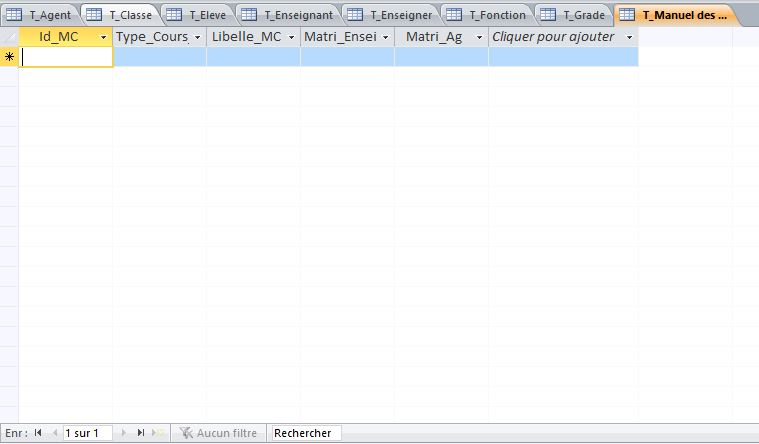 T_Agent T_Classe T_Eleve T_Enseignant T_Enseigner T_Fonction T_Grade T_Manuel des ...
Id_MC Type_Cours_ Libelle_MC Matri_Ensei Matri_Ag Cliquer pour ajouter
Enr : 1 sur 1 Aucun filtre Rechercher